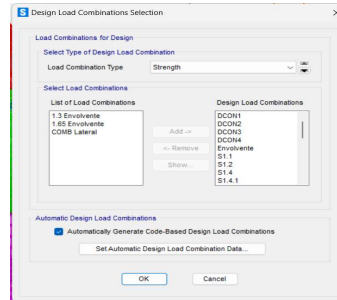 S Design Load Combinations Selection
Load Combinations for Design
Select Type of Design Load Combination
Load Combination Type
Strength
Select Load Combinations
List of Load Combinations
1.3 Envolvente
1.65 Envolvente
COMB Lateral
Add ->
<- Remove
Show...
Design Load Combinations
DCON1
DCON2
DCON3
DCON4
Envolvente
S1.1
S1.2
S1.4
S1.4.1
Automatic Design Load Combinations
Automatically Generate Code-Based Design Load Combinations
Set Automatic Design Load Combination Data...
OK
Cancel